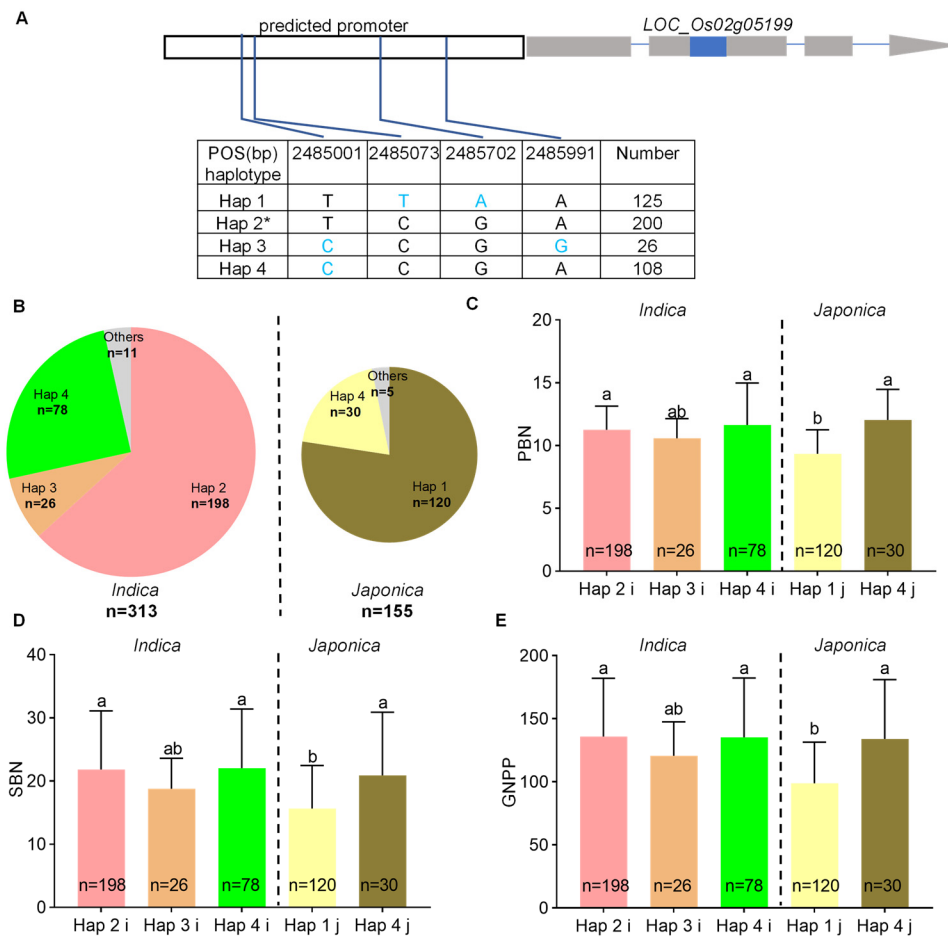 A
predicted promoter
LOC_Os02g05199
POS(bp) haplotype 2485001 2485073 2485702 2485991 Number
Hap 1 T T A A 125
Hap 2* T C G A 200
Hap 3 C C G G 26
Hap 4 C C G A 108
B
Others
n=11
Hap 4
n=78
Hap 3
n=26
Hap 2
n=198
Indica
n=313
Others
n=5
Hap 4
n=30
Hap 1
n=120
Japonica
n=155
C
Indica Japonica
PBN
20
15
10
5
0
a ab a b a
n=198 n=26 n=78 n=120 n=30
Hap 2 i Hap 3 i Hap 4 i Hap 1 j Hap 4 j
D
Indica Japonica
SBN
40
30
20
10
0
a ab a b a
n=198 n=26 n=78 n=120 n=30
Hap 2 i Hap 3 i Hap 4 i Hap 1 j Hap 4 j
E
Indica Japonica
GNPP
200
150
100
50
0
a ab a b a
n=198 n=26 n=78 n=120 n=30
Hap 2 i Hap 3 i Hap 4 i Hap 1 j Hap 4 j